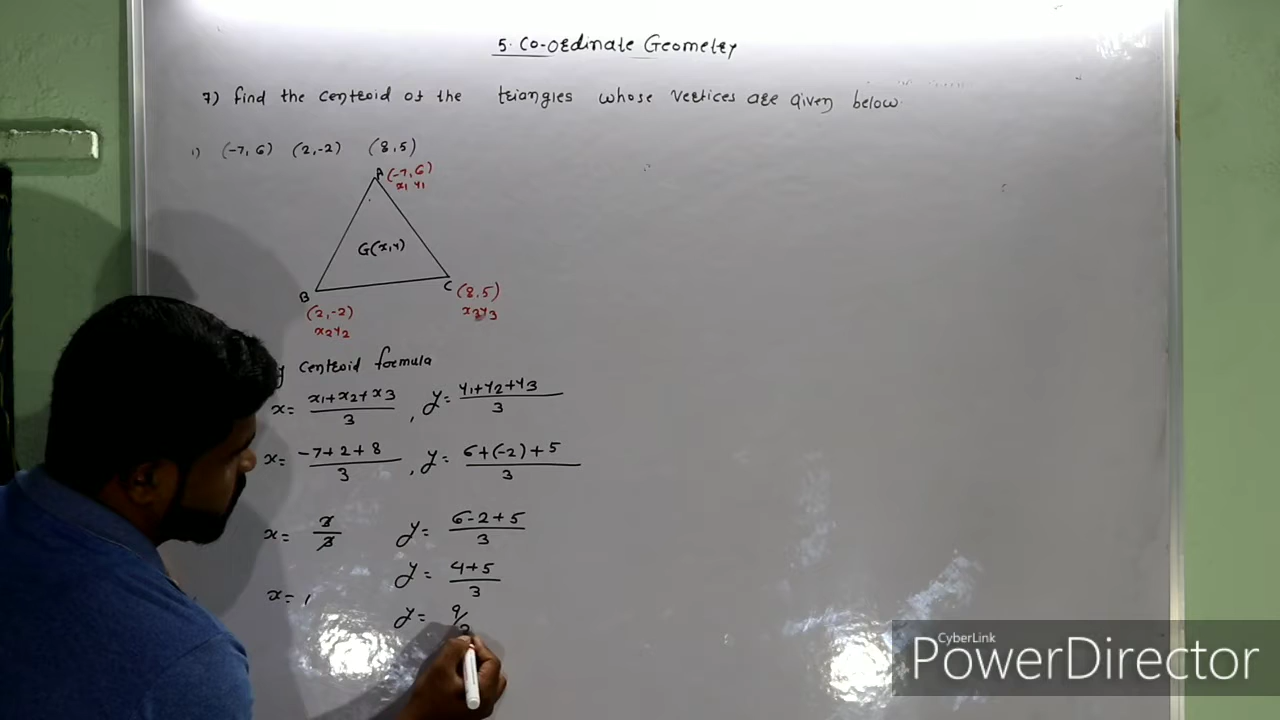 5. Co-ordinate Geometry
7) find the centroid of the triangles whose vertices are given below.
i) (-7, 6) (2,-2) (8,5)
A (-7, 6)
x1 y1
G(x,y)
B
C (8,5)
(2,-2) x3y3
x2y2
centroid formula
x= x1+x2+x3/3 , y= y1+y2+y3/3
x= -7+2+8/3 , y= 6+(-2)+5/3
x= 3/3 y= 6-2+5/3
y= 4+5/3
x= 1
y= 9/3
CyberLink
PowerDirector